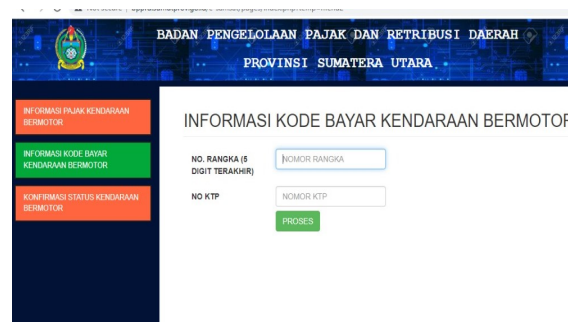 BADAN PENGELOLAAN PAJAK DAN RETRIBUSI DAERAH
PROVINSI SUMATERA UTARA
INFORMASI PAJAK KENDARAAN
BERMOTOR
INFORMASI KODE BAYAR
KENDARAAN BERMOTOR
KONFIRMASI STATUS KENDARAAN
BERMOTOR
INFORMASI KODE BAYAR KENDARAAN BERMOTOR
NO. RANGKA (5
DIGIT TERAKHIR)
NOMOR RANGKA
NO KTP
NOMOR KTP
PROSES